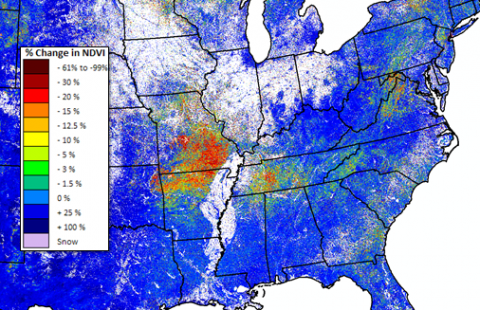 % Change in NDVI
- 61% to -99%
- 30 %
- 20 %
- 15 %
- 12.5 %
- 10 %
- 5 %
- 3 %
- 1.5 %
0 %
+ 25 %
+ 100 %
Snow